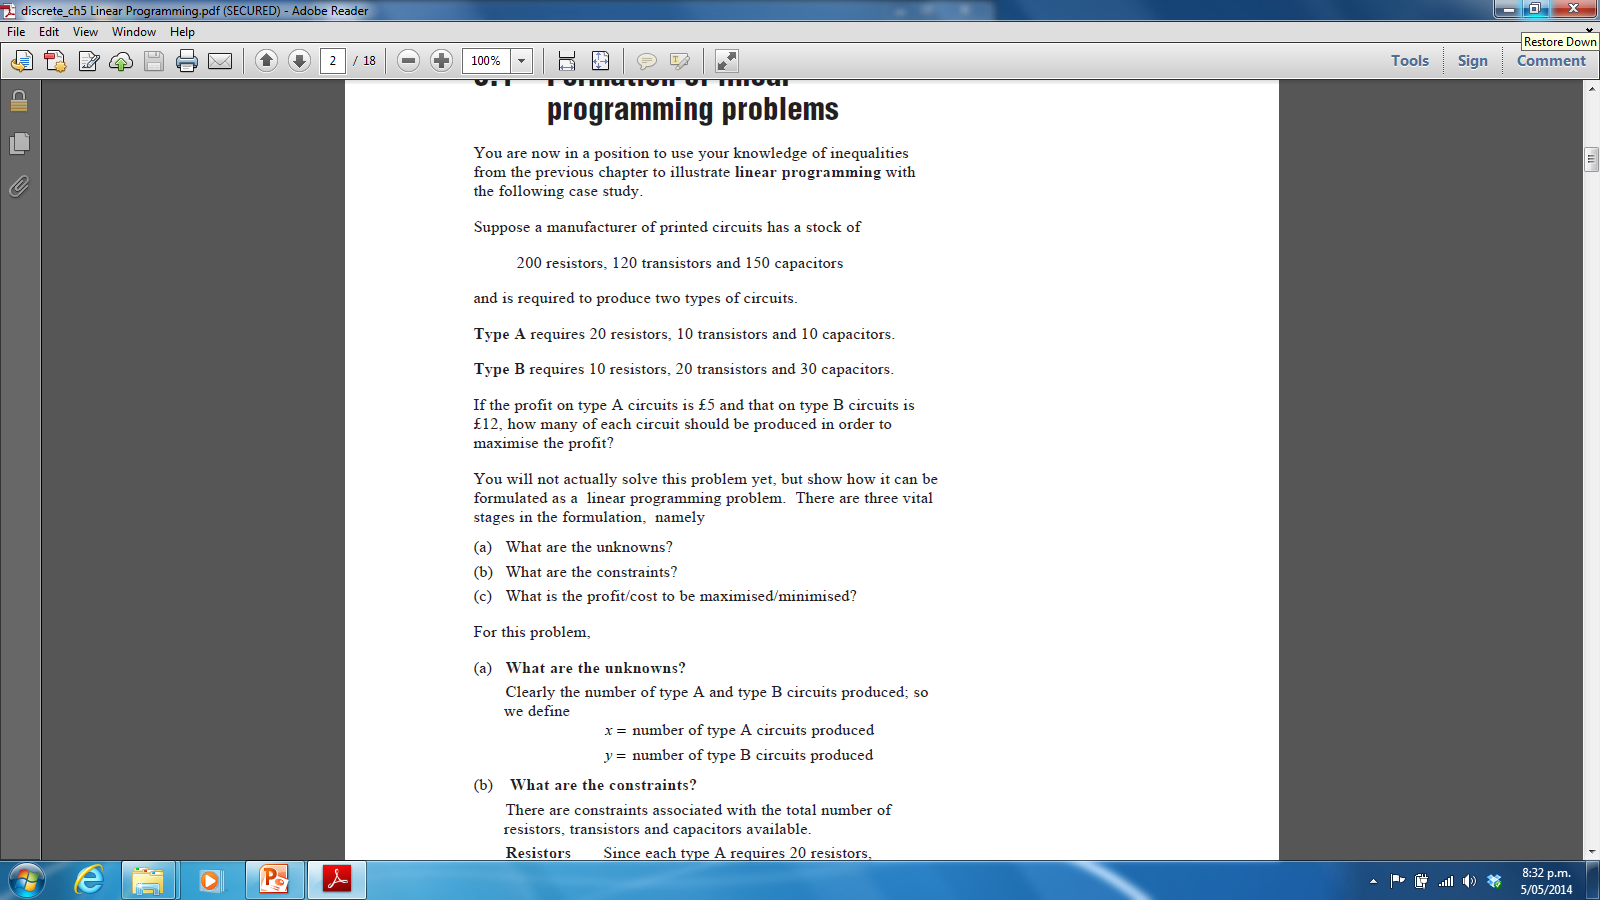 discrete_ch5 Linear Programming.pdf (SECURED) - Adobe Reader
File Edit View Window Help
Restore Down
2 / 18 100% Tools Sign Comment
5.1 Formation of linear
programming problems
You are now in a position to use your knowledge of inequalities
from the previous chapter to illustrate linear programming with
the following case study.
Suppose a manufacturer of printed circuits has a stock of
200 resistors, 120 transistors and 150 capacitors
and is required to produce two types of circuits.
Type A requires 20 resistors, 10 transistors and 10 capacitors.
Type B requires 10 resistors, 20 transistors and 30 capacitors.
If the profit on type A circuits is £5 and that on type B circuits is
£12, how many of each circuit should be produced in order to
maximise the profit?
You will not actually solve this problem yet, but show how it can be
formulated as a linear programming problem. There are three vital
stages in the formulation, namely
(a) What are the unknowns?
(b) What are the constraints?
(c) What is the profit/cost to be maximised/minimised?
For this problem,
(a) What are the unknowns?
Clearly the number of type A and type B circuits produced; so
we define
x = number of type A circuits produced
y = number of type B circuits produced
(b) What are the constraints?
There are constraints associated with the total number of
resistors, transistors and capacitors available.
Resistors Since each type A requires 20 resistors,
8:32 p.m.
5/05/2014